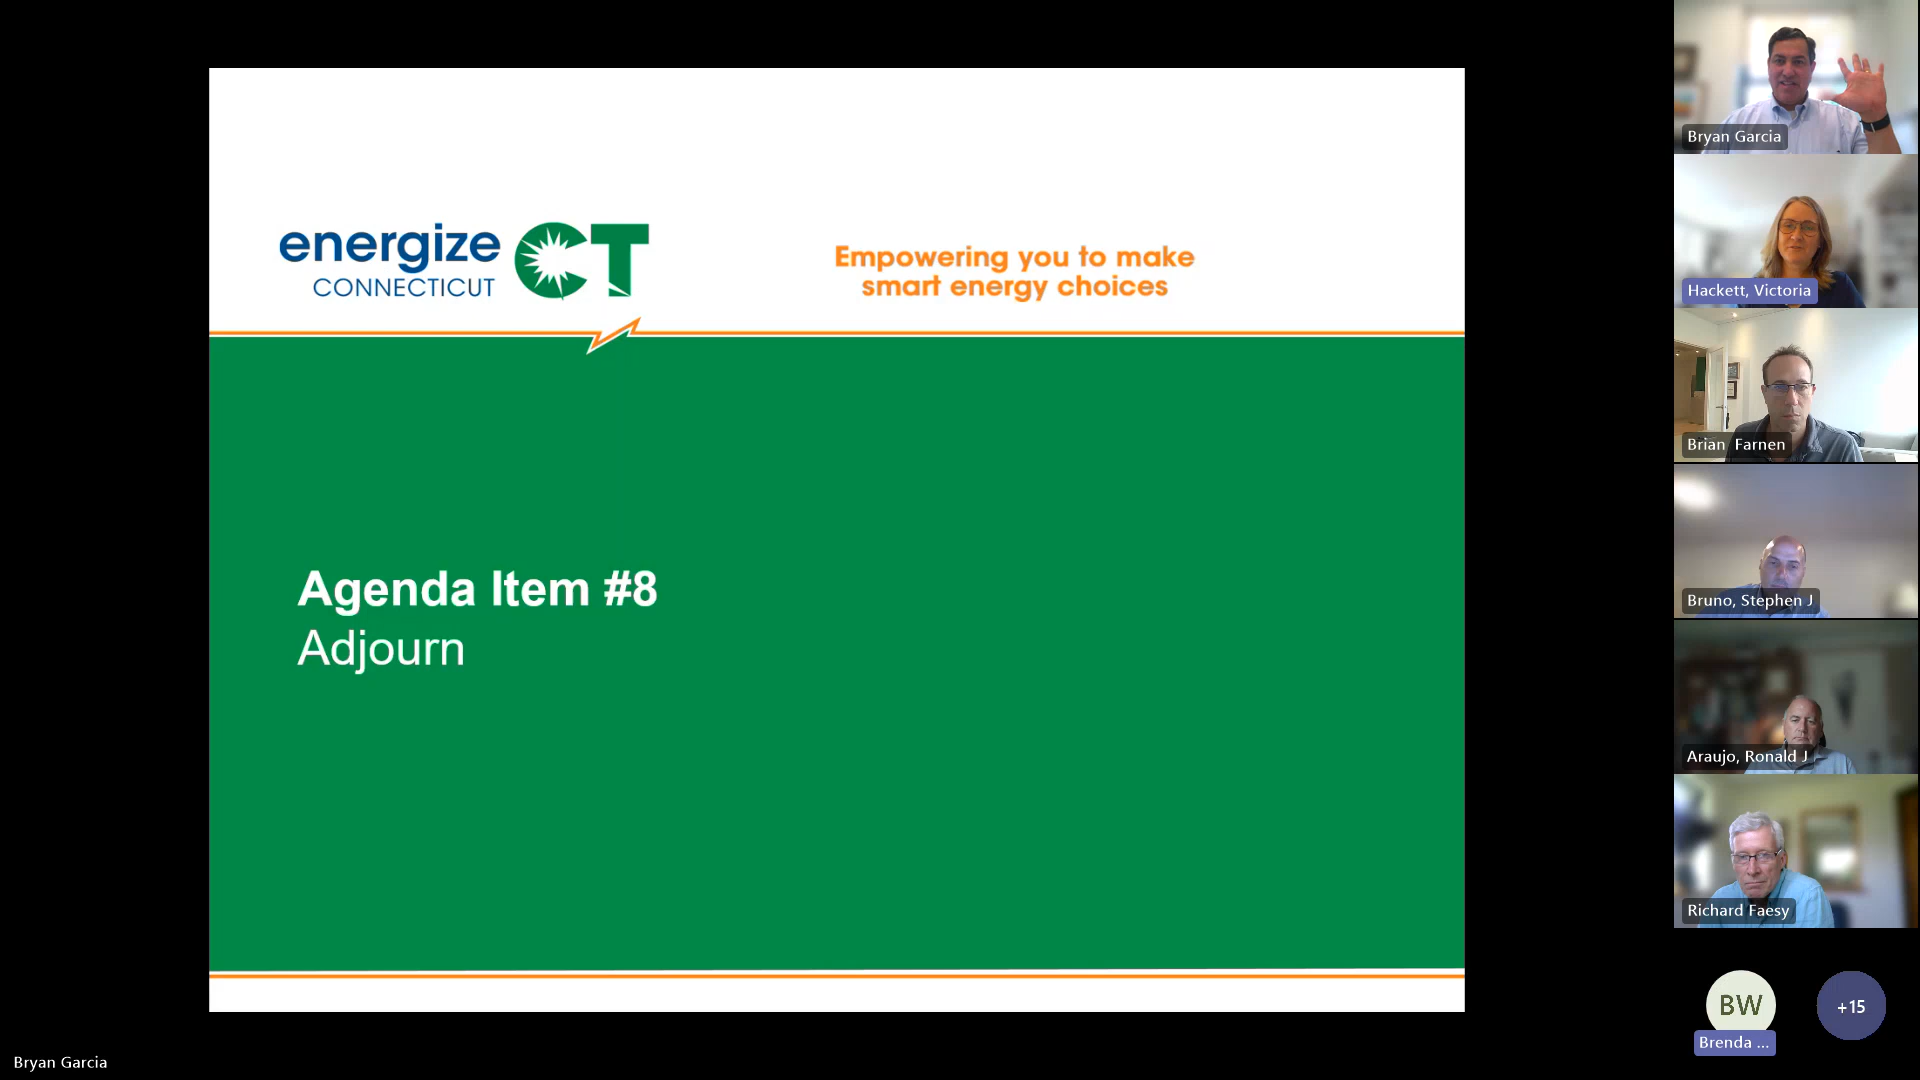 energize
CONNECTICUT
CT
Empowering you to make
smart energy choices
Agenda Item #8
Adjourn
Bryan Garcia
Hackett, Victoria
Brian Farnen
Bruno, Stephen J
Araujo, Ronald J
Richard Faesy
BW
Brenda ...
+15
Bryan Garcia